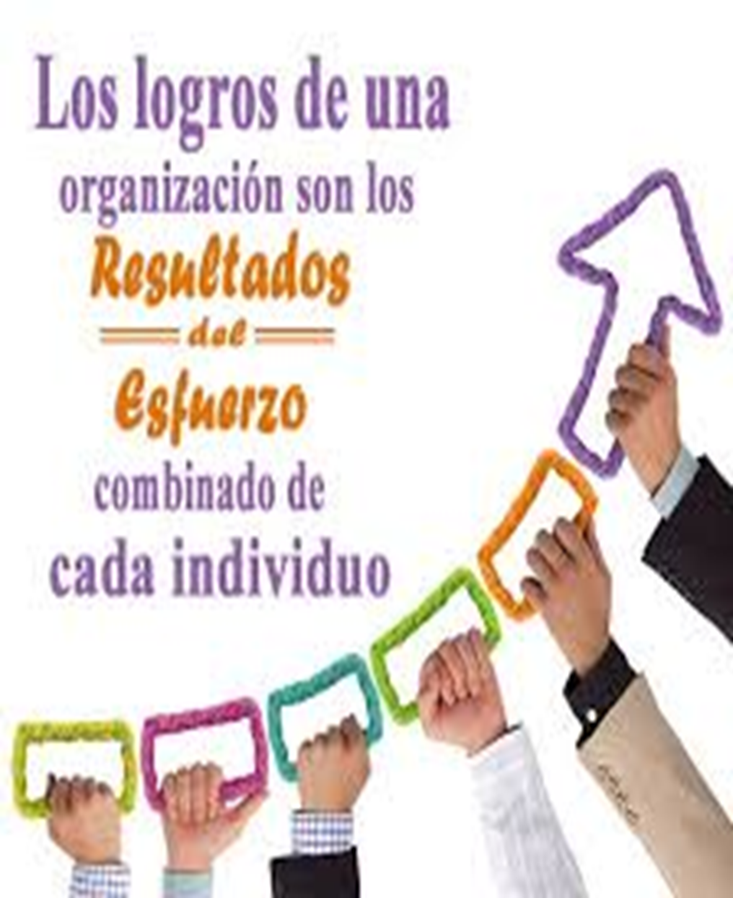 Los logros de una
organización son los
Resultados
del
Esfuerzo
combinado de
cada individuo